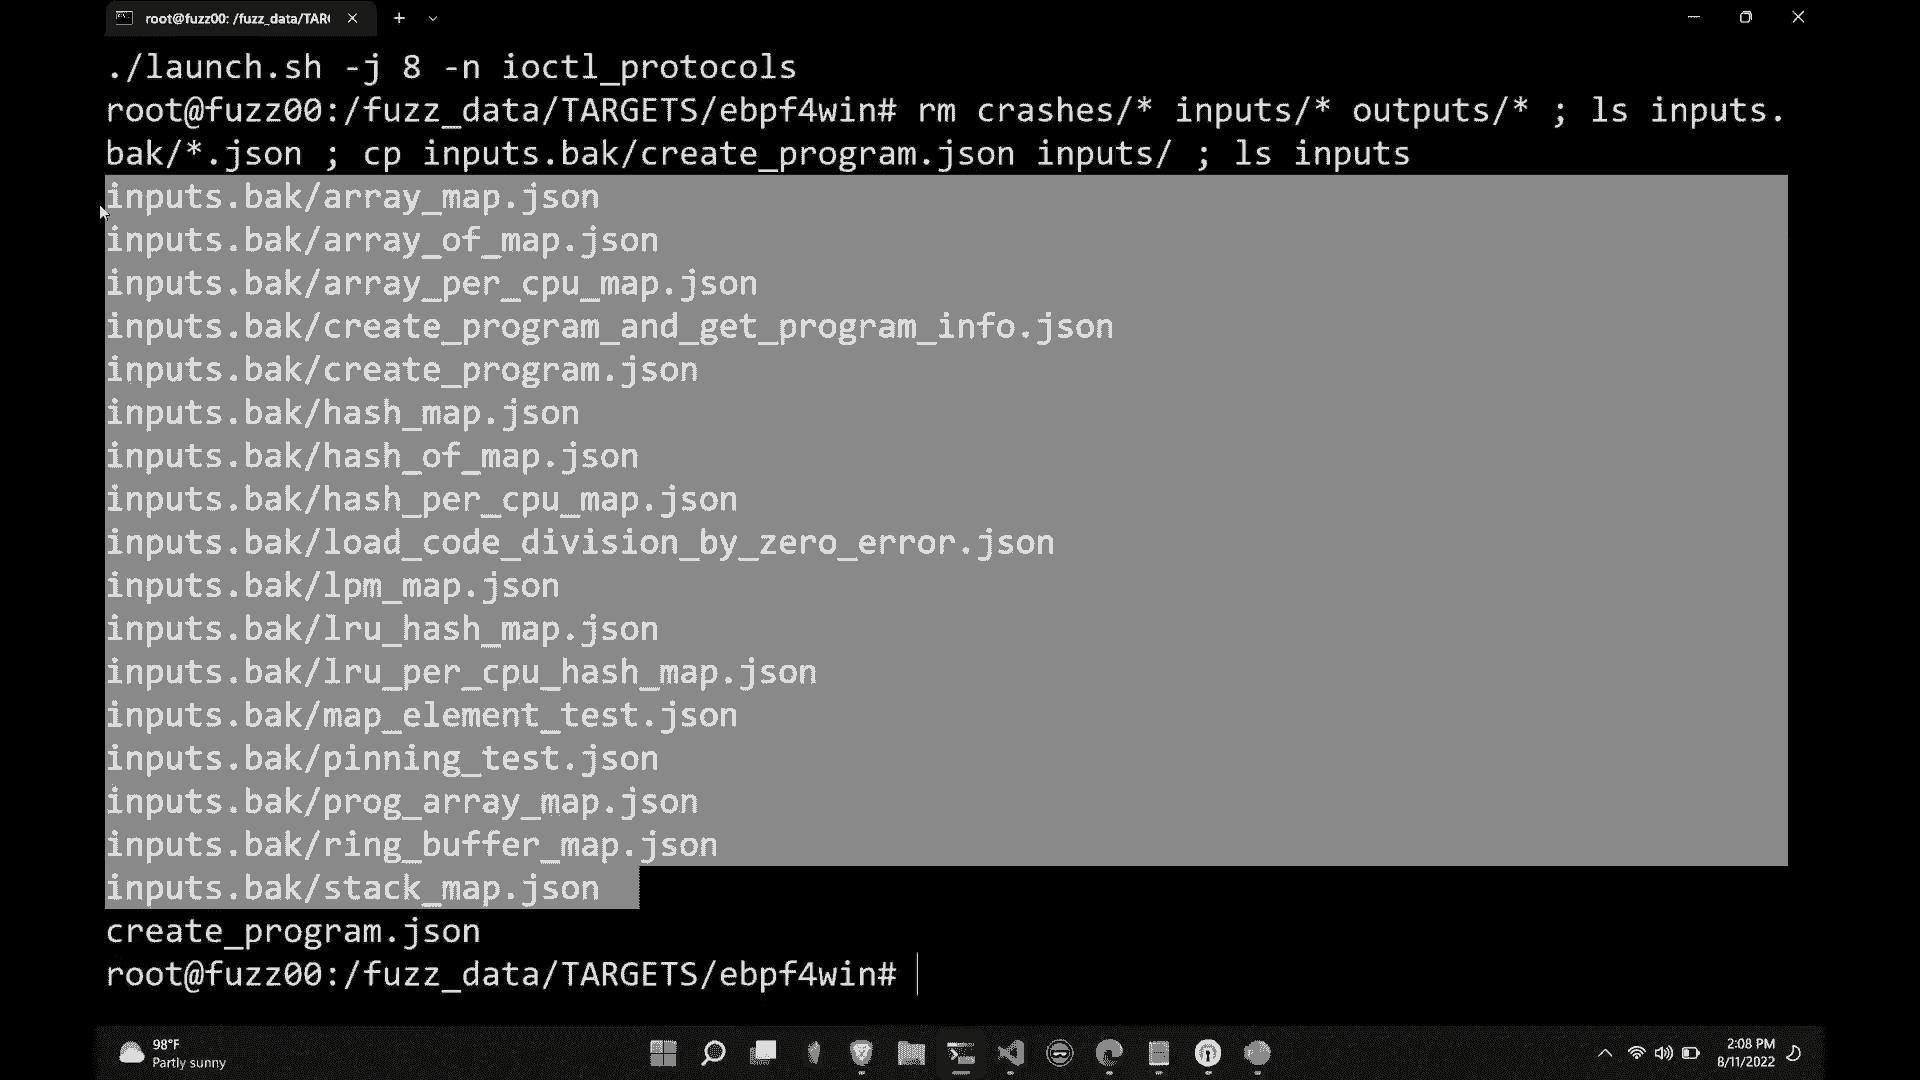 root@fuzz00: /fuzz_data/TAR
./launch.sh -j 8 -n ioctl_protocols
root@fuzz00:/fuzz_data/TARGETS/ebpf4win# rm crashes/* inputs/* outputs/* ; ls inputs.
bak/*.json ; cp inputs.bak/create_program.json inputs/ ; ls inputs
inputs.bak/array_map.json
inputs.bak/array_of_map.json
inputs.bak/array_per_cpu_map.json
inputs.bak/create_program_and_get_program_info.json
inputs.bak/create_program.json
inputs.bak/hash_map.json
inputs.bak/hash_of_map.json
inputs.bak/hash_per_cpu_map.json
inputs.bak/load_code_division_by_zero_error.json
inputs.bak/lpm_map.json
inputs.bak/lru_hash_map.json
inputs.bak/lru_per_cpu_hash_map.json
inputs.bak/map_element_test.json
inputs.bak/pinning_test.json
inputs.bak/prog_array_map.json
inputs.bak/ring_buffer_map.json
inputs.bak/stack_map.json
create_program.json
root@fuzz00:/fuzz_data/TARGETS/ebpf4win#
98°F
Partly sunny
2:08 PM
8/11/2022